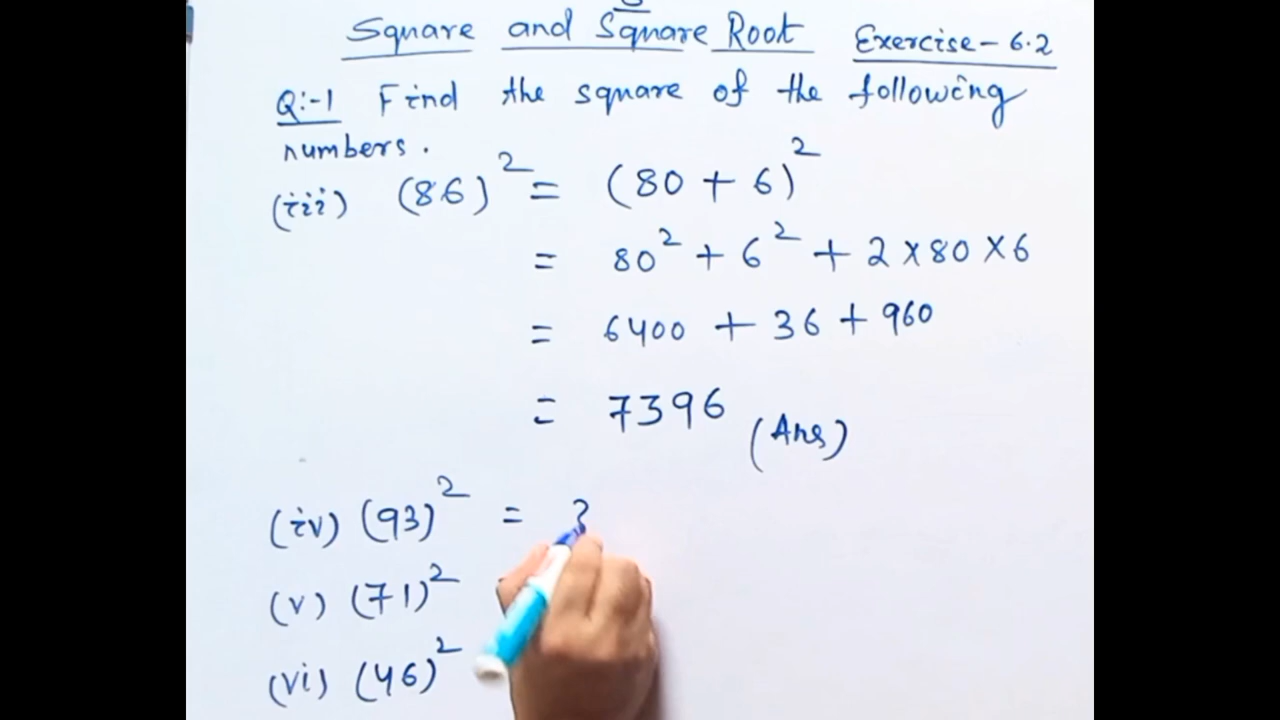 Square and Square Root Exercise - 6.2
Q:-1 Find the square of the following
numbers.
(iii) (86)² = (80 + 6)²
= 80² + 6² + 2 × 80 × 6
= 6400 + 36 + 960
= 7396 (Ans)
(iv) (93)² = ?
(v) (71)²
(vi) (46)²